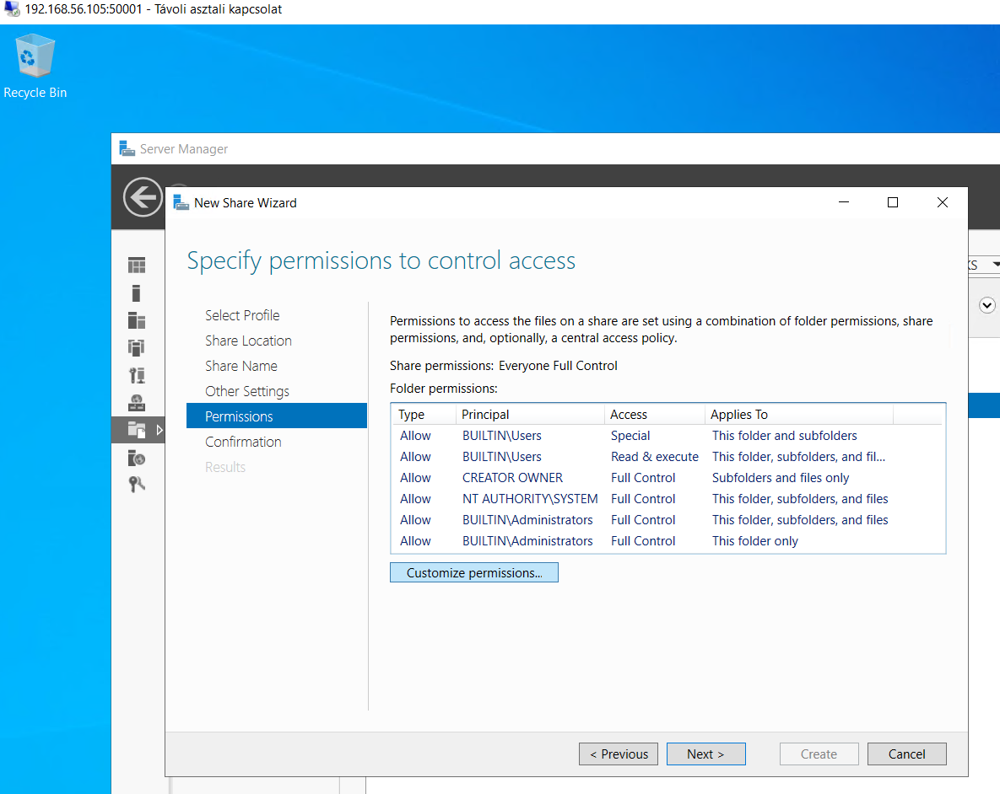 192.168.56.105:50001 - Távoli asztali kapcsolat
Recycle Bin
Server Manager
New Share Wizard
Specify permissions to control access
Select Profile
Share Location
Share Name
Other Settings
Permissions
Confirmation
Results
Permissions to access the files on a share are set using a combination of folder permissions, share
permissions, and, optionally, a central access policy.
Share permissions: Everyone Full Control
Folder permissions:
Type Principal Access Applies To
Allow BUILTIN\Users Special This folder and subfolders
Allow BUILTIN\Users Read & execute This folder, subfolders, and fil...
Allow CREATOR OWNER Full Control Subfolders and files only
Allow NT AUTHORITY\SYSTEM Full Control This folder, subfolders, and files
Allow BUILTIN\Administrators Full Control This folder, subfolders, and files
Allow BUILTIN\Administrators Full Control This folder only
Customize permissions...
< Previous Next > Create Cancel